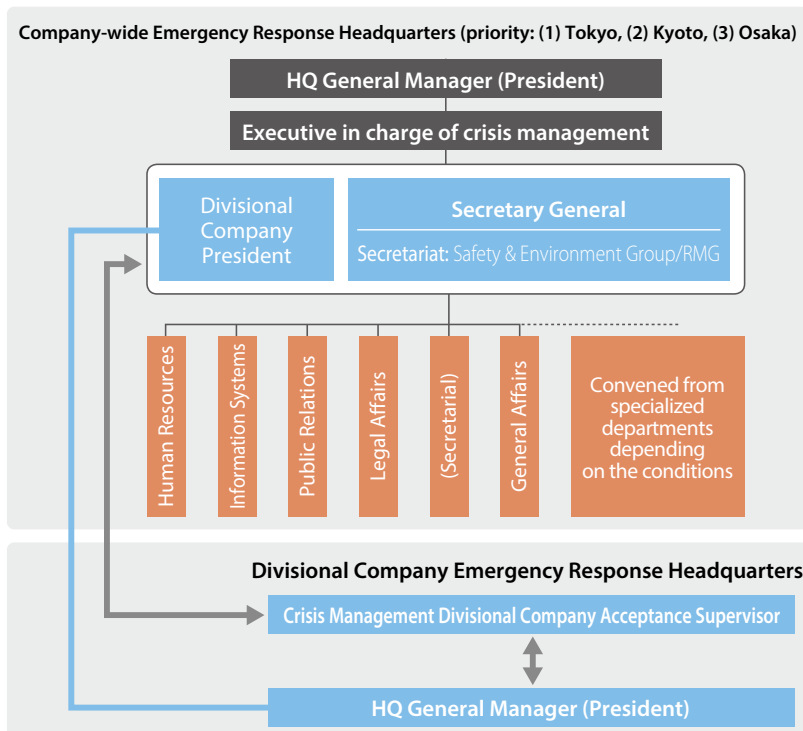 Company-wide Emergency Response Headquarters (priority: (1) Tokyo, (2) Kyoto, (3) Osaka)
HQ General Manager (President)
Executive in charge of crisis management
Divisional
Company
President
Secretary General
Secretariat: Safety & Environment Group/RMG
Human Resources
Information Systems
Public Relations
Legal Affairs
(Secretarial)
General Affairs
Convened from
specialized
departments
depending
on the conditions
Divisional Company Emergency Response Headquarters
Crisis Management Divisional Company Acceptance Supervisor
HQ General Manager (President)